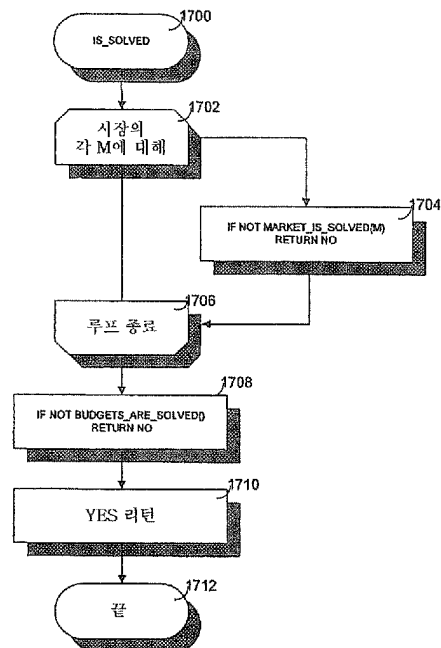 1700
IS_SOLVED
1702
시장의
각 M에 대해
1704
IF NOT MARKET_IS_SOLVED(M)
RETURN NO
1706
루프 종료
1708
IF NOT BUDGETS_ARE_SOLVED()
RETURN NO
1710
YES 리턴
1712
끝